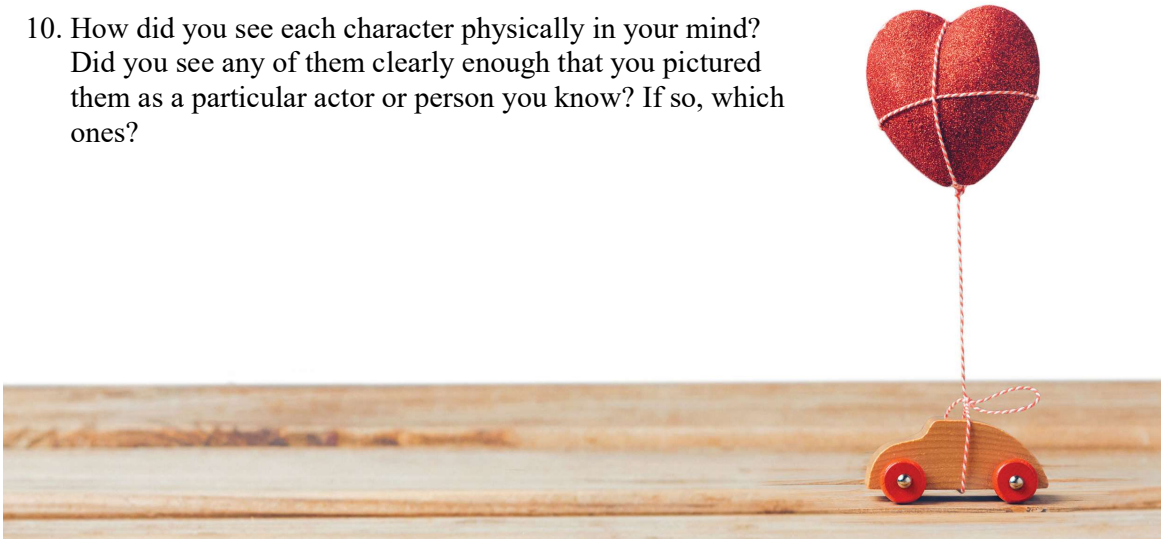 10. How did you see each character physically in your mind?
Did you see any of them clearly enough that you pictured
them as a particular actor or person you know? If so, which
ones?